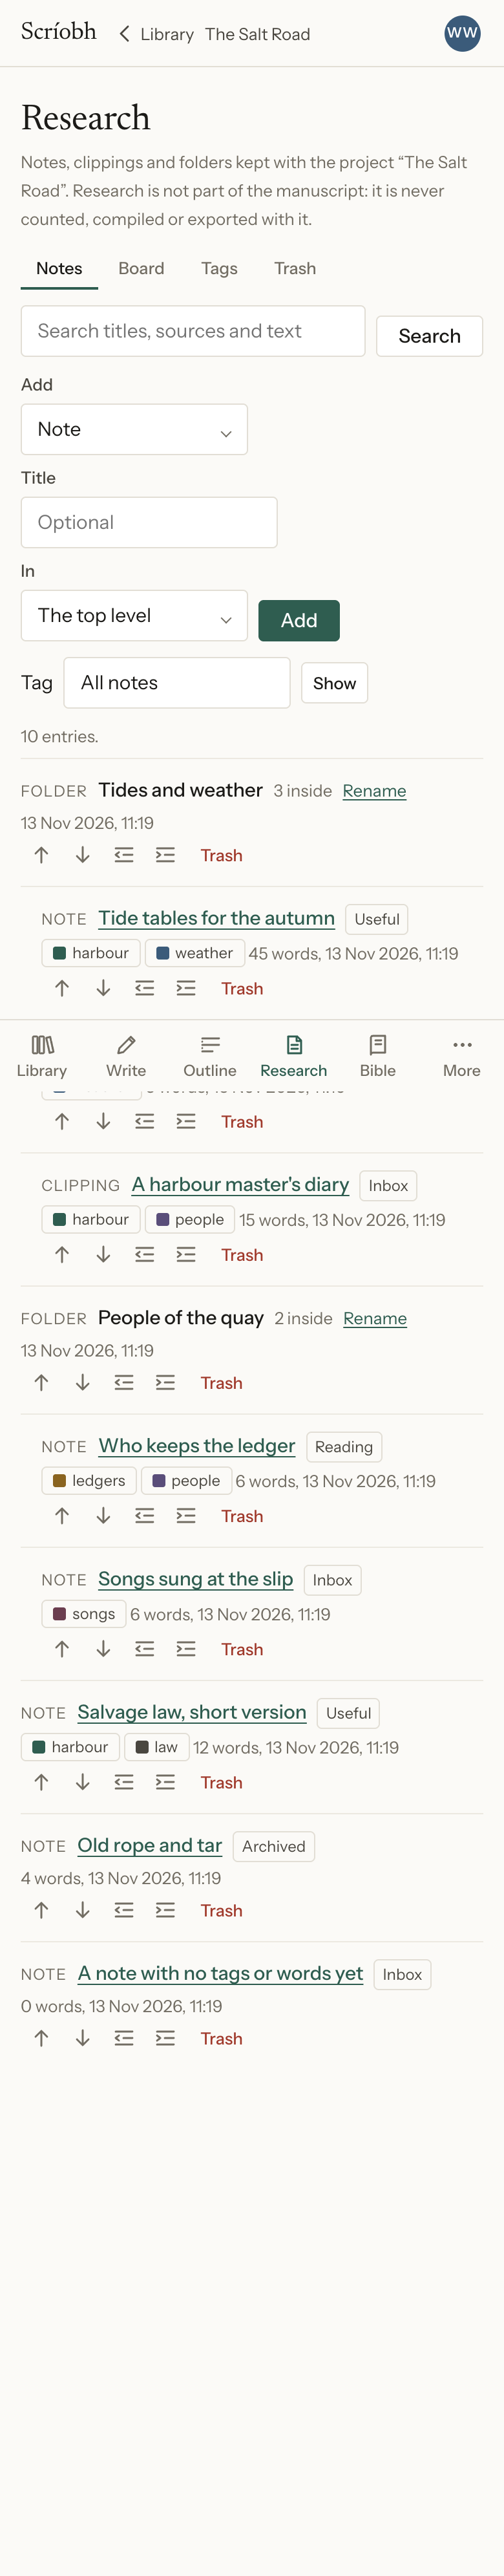 Scríobh
Library The Salt Road
WW
Research
Notes, clippings and folders kept with the project “The Salt
Road”. Research is not part of the manuscript: it is never
counted, compiled or exported with it.
Notes Board Tags Trash
Search titles, sources and text
Search
Add
Note
Title
Optional
In
The top level
Add
Tag All notes Show
10 entries.
FOLDER Tides and weather 3 inside Rename
13 Nov 2026, 11:19
Trash
NOTE Tide tables for the autumn Useful
harbour weather 45 words, 13 Nov 2026, 11:19
Trash
Library Write Outline Research Bible More
Trash
CLIPPING A harbour master's diary Inbox
harbour people 15 words, 13 Nov 2026, 11:19
Trash
FOLDER People of the quay 2 inside Rename
13 Nov 2026, 11:19
Trash
NOTE Who keeps the ledger Reading
ledgers people 6 words, 13 Nov 2026, 11:19
Trash
NOTE Songs sung at the slip Inbox
songs 6 words, 13 Nov 2026, 11:19
Trash
NOTE Salvage law, short version Useful
harbour law 12 words, 13 Nov 2026, 11:19
Trash
NOTE Old rope and tar Archived
4 words, 13 Nov 2026, 11:19
Trash
NOTE A note with no tags or words yet Inbox
0 words, 13 Nov 2026, 11:19
Trash